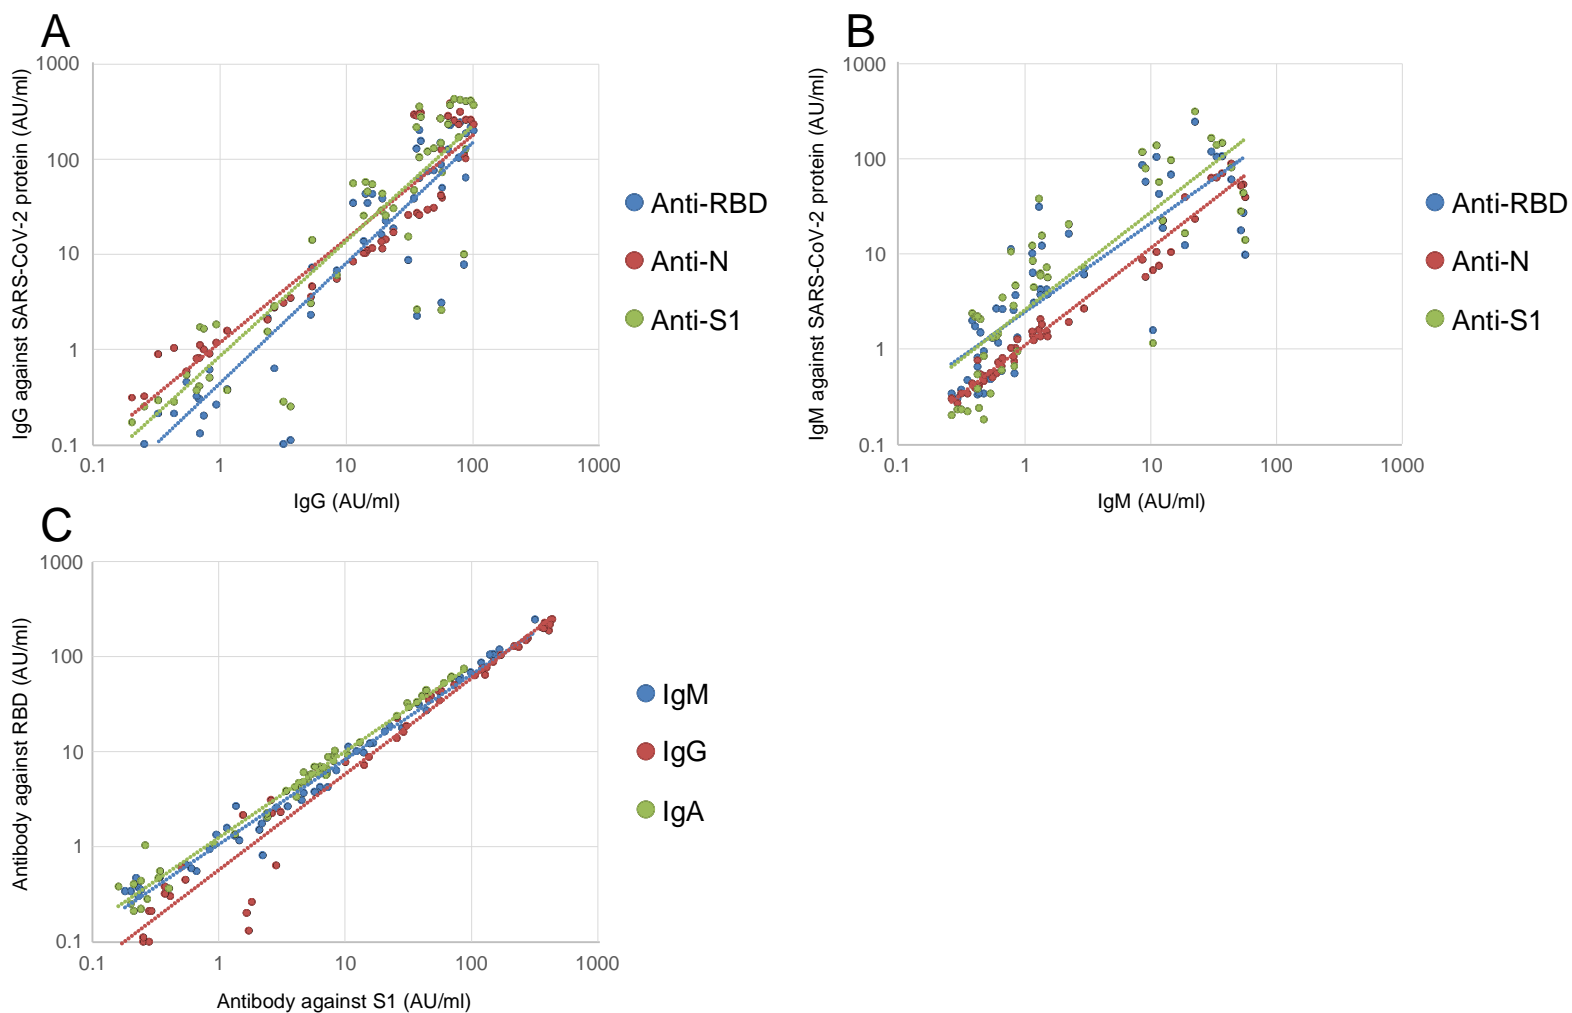 A
IgG against SARS-CoV-2 protein (AU/ml)
1000
100
10
1
0.1
0.1 1 10 100 1000
IgG (AU/ml)
Anti-RBD
Anti-N
Anti-S1
B
IgM against SARS-CoV-2 protein (AU/ml)
1000
100
10
1
0.1
0.1 1 10 100 1000
IgM (AU/ml)
Anti-RBD
Anti-N
Anti-S1
C
Antibody against RBD (AU/ml)
1000
100
10
1
0.1
0.1 1 10 100 1000
Antibody against S1 (AU/ml)
IgM
IgG
IgA